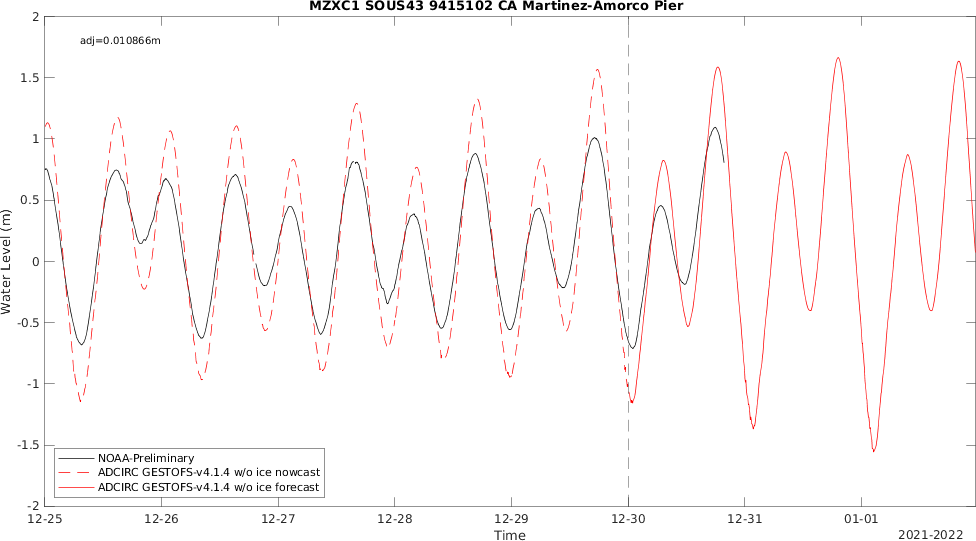 MZXC1 SOUS43 9415102 CA Martinez-Amorco Pier
adj=0.010866m
2
1.5
1
0.5
0
-0.5
-1
-1.5
-2
Water Level (m)
NOAA-Preliminary
ADCIRC GESTOFS-v4.1.4 w/o ice nowcast
ADCIRC GESTOFS-v4.1.4 w/o ice forecast
12-25 12-26 12-27 12-28 12-29 12-30 12-31 01-01
Time
2021-2022